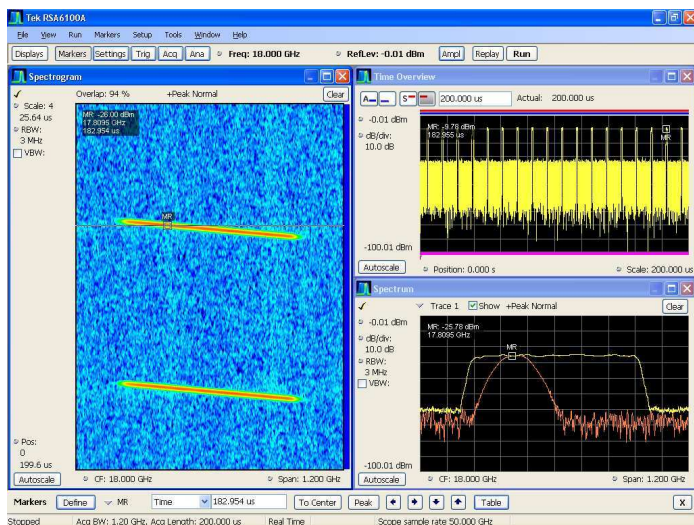 Tek RSA6100A
File View Run Markers Setup Tools Window Help
Displays Markers Settings Trig Acq Ana Freq: 18.000 GHz RefLev: -0.01 dBm Ampl Replay Run
Spectrogram
Overlap: 94 % +Peak Normal Clear
Scale: 4
25.64 us
RBW:
3 MHz
VBW:
MR: -26.00 dBm
17.8095 GHz
182.954 us
MR
Pos:
0
199.6 us
Autoscale CF: 18.000 GHz Span: 1.200 GHz
Time Overview
A S 200.000 us Actual: 200.000 us
-0.01 dBm
dB/div:
10.0 dB
MR: -9.78 dBm
182.955 us
MR
-100.01 dBm
Autoscale Position: 0.000 s Scale: 200.000 us
Spectrum
Trace 1 Show +Peak Normal Clear
-0.01 dBm
dB/div:
10.0 dB
RBW:
3 MHz
VBW:
MR: -25.78 dBm
17.8095 GHz
MR
-100.01 dBm
Autoscale CF: 18.000 GHz Span: 1.200 GHz
Markers Define MR Time 182.954 us To Center Peak Table X
Stopped Acq BW: 1.20 GHz, Acq Length: 200.000 us Real Time Scope sample rate 50.000 GHz